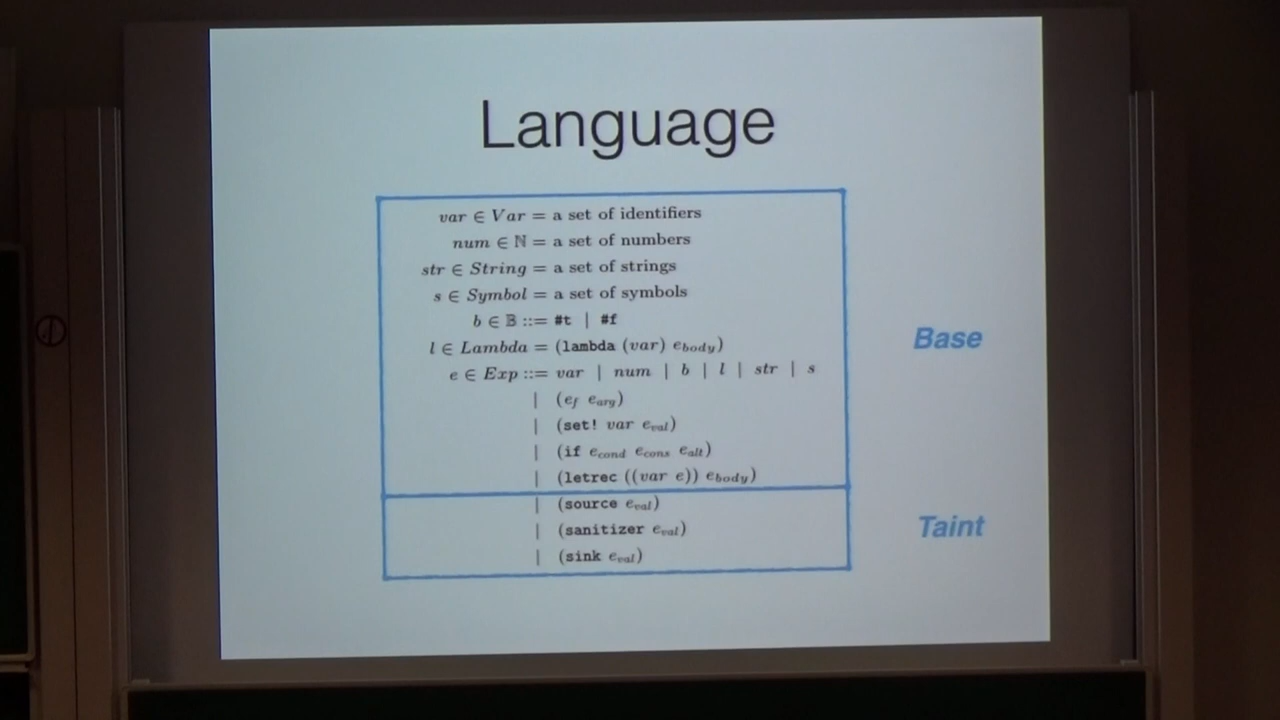 Language
var ∈ Var = a set of identifiers
num ∈ ℕ = a set of numbers
str ∈ String = a set of strings
s ∈ Symbol = a set of symbols
b ∈ 𝔹 ::= #t | #f
l ∈ Lambda = (lambda (var) e_body)
e ∈ Exp ::= var | num | b | l | str | s
| (e_f e_arg)
| (set! var e_val)
| (if e_cond e_cons e_alt)
| (letrec ((var e)) e_body)
Base
| (source e_val)
| (sanitizer e_val)
| (sink e_val)
Taint